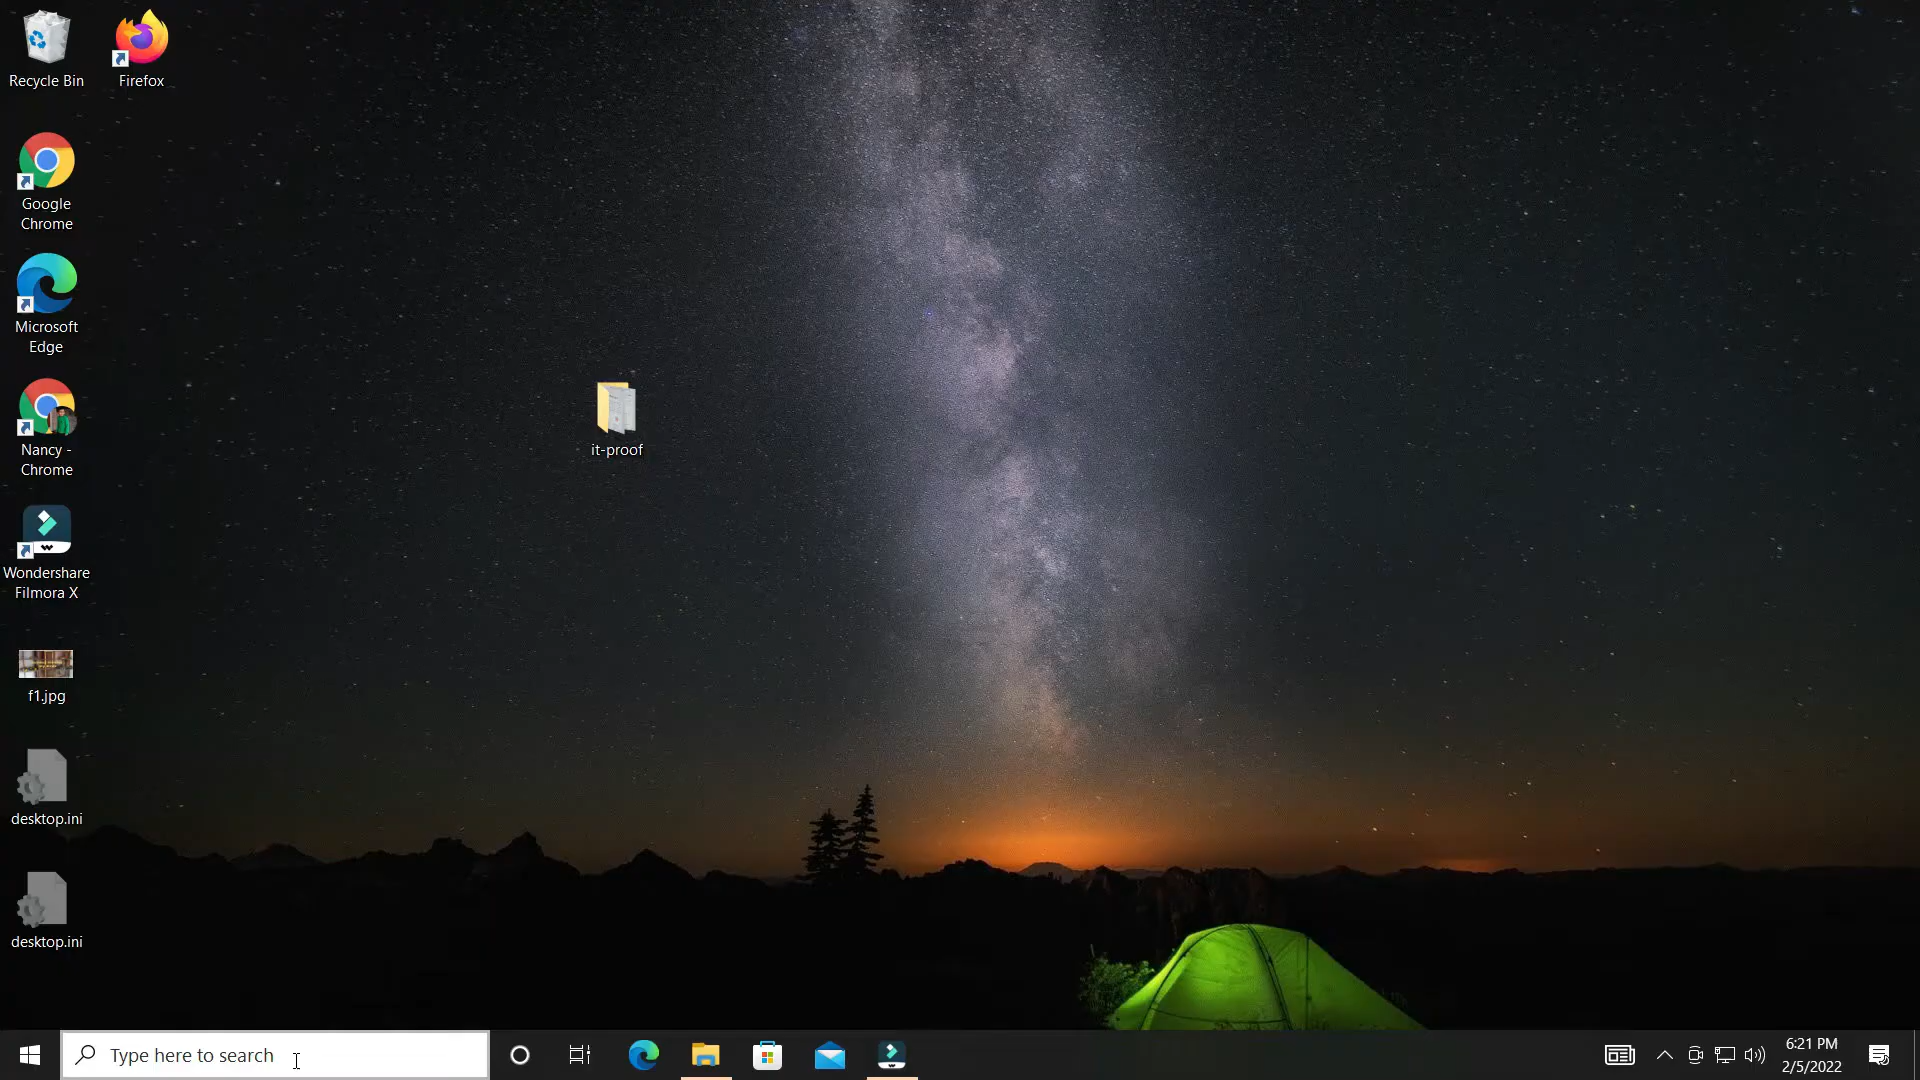 Recycle Bin
Firefox
Google
Chrome
Microsoft
Edge
Nancy -
Chrome
Wondershare
Filmora X
f1.jpg
desktop.ini
desktop.ini
it-proof
Type here to search
6:21 PM
2/5/2022